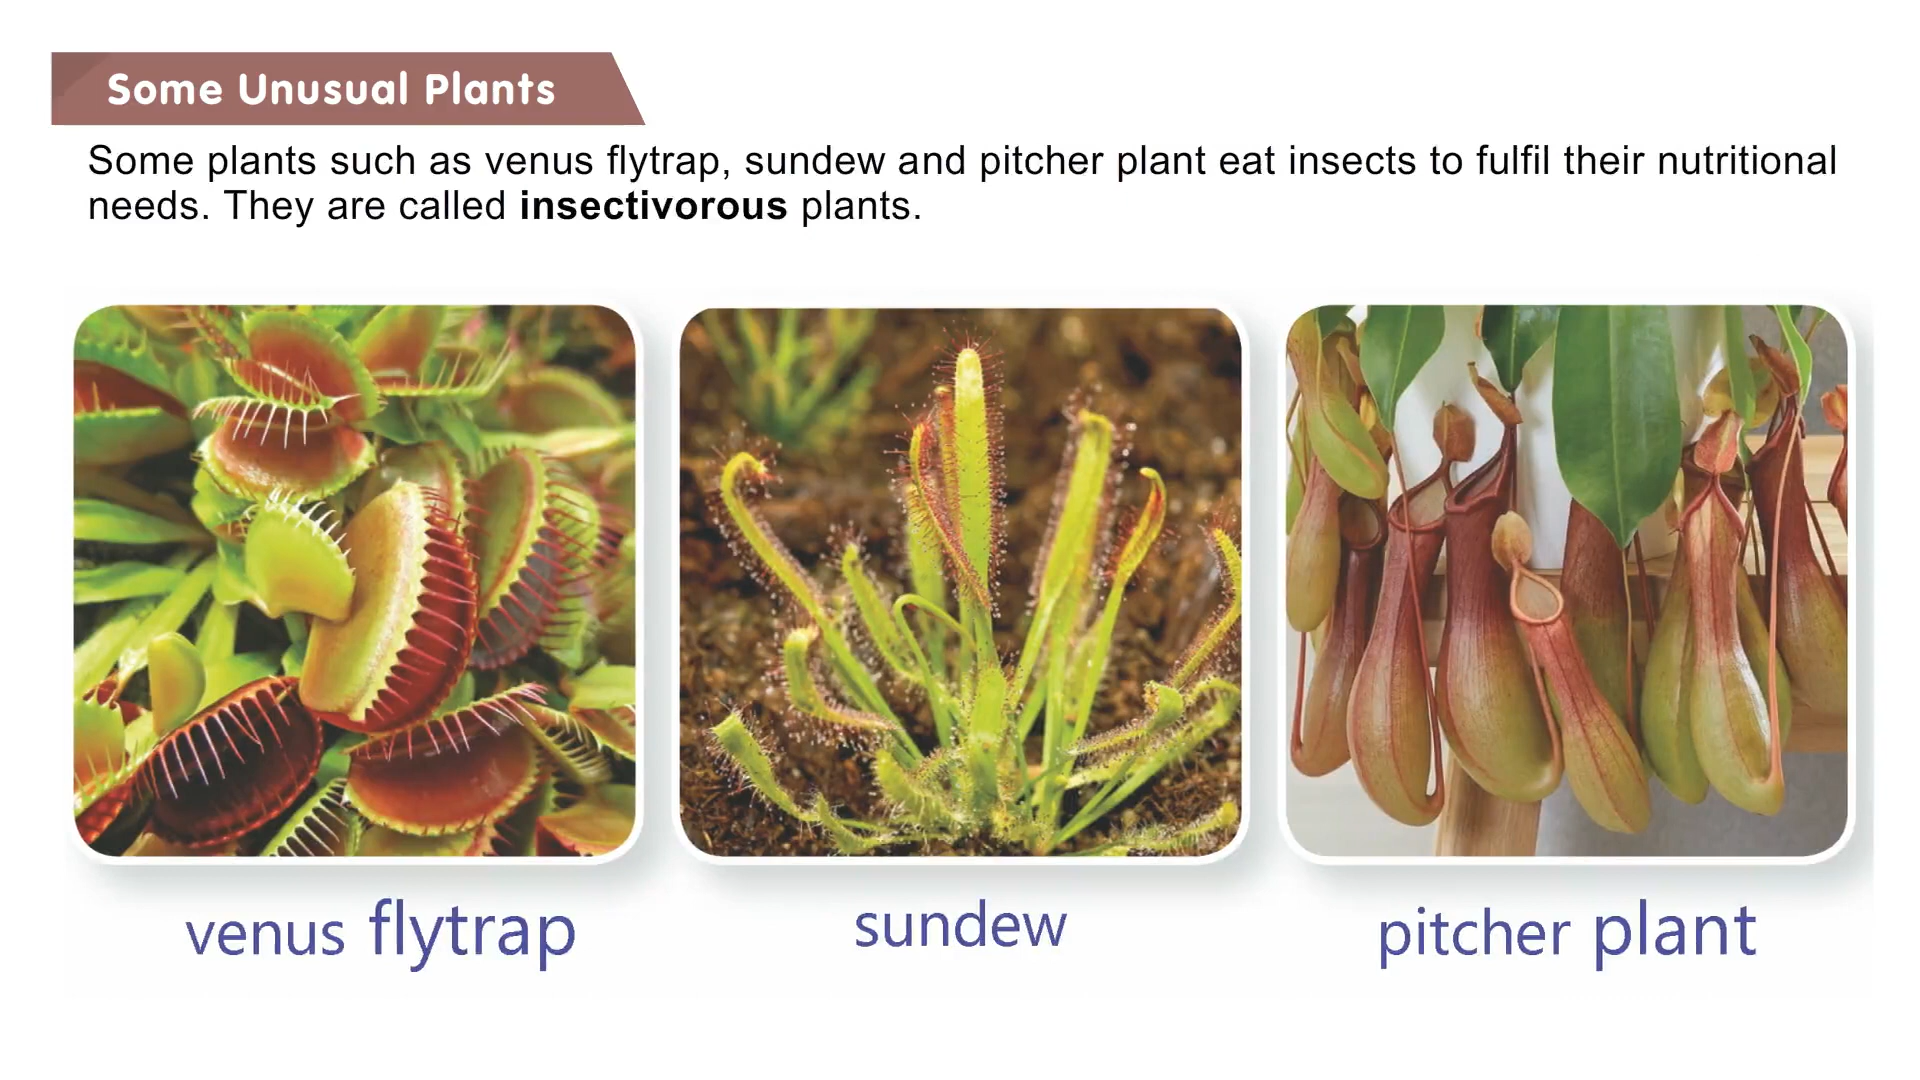 Some Unusual Plants
Some plants such as venus flytrap, sundew and pitcher plant eat insects to fulfil their nutritional
needs. They are called insectivorous plants.
venus flytrap
sundew
pitcher plant